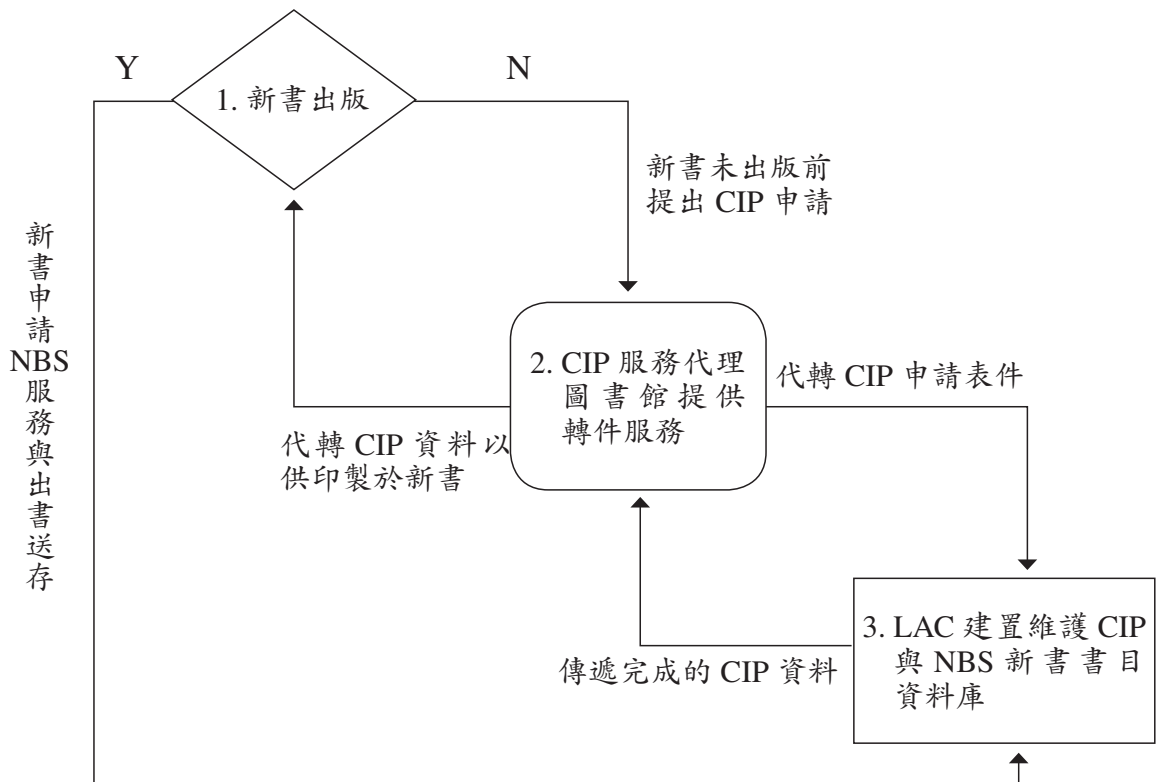 Y
N
1. 新書出版
新書未出版前
提出 CIP 申請
新書申請NBS服務與出書送存
2. CIP 服務代理
圖書館提供
轉件服務
代轉 CIP 申請表件
代轉 CIP 資料以
供印製於新書
3. LAC 建置維護 CIP
與 NBS 新書書目
資料庫
傳遞完成的 CIP 資料